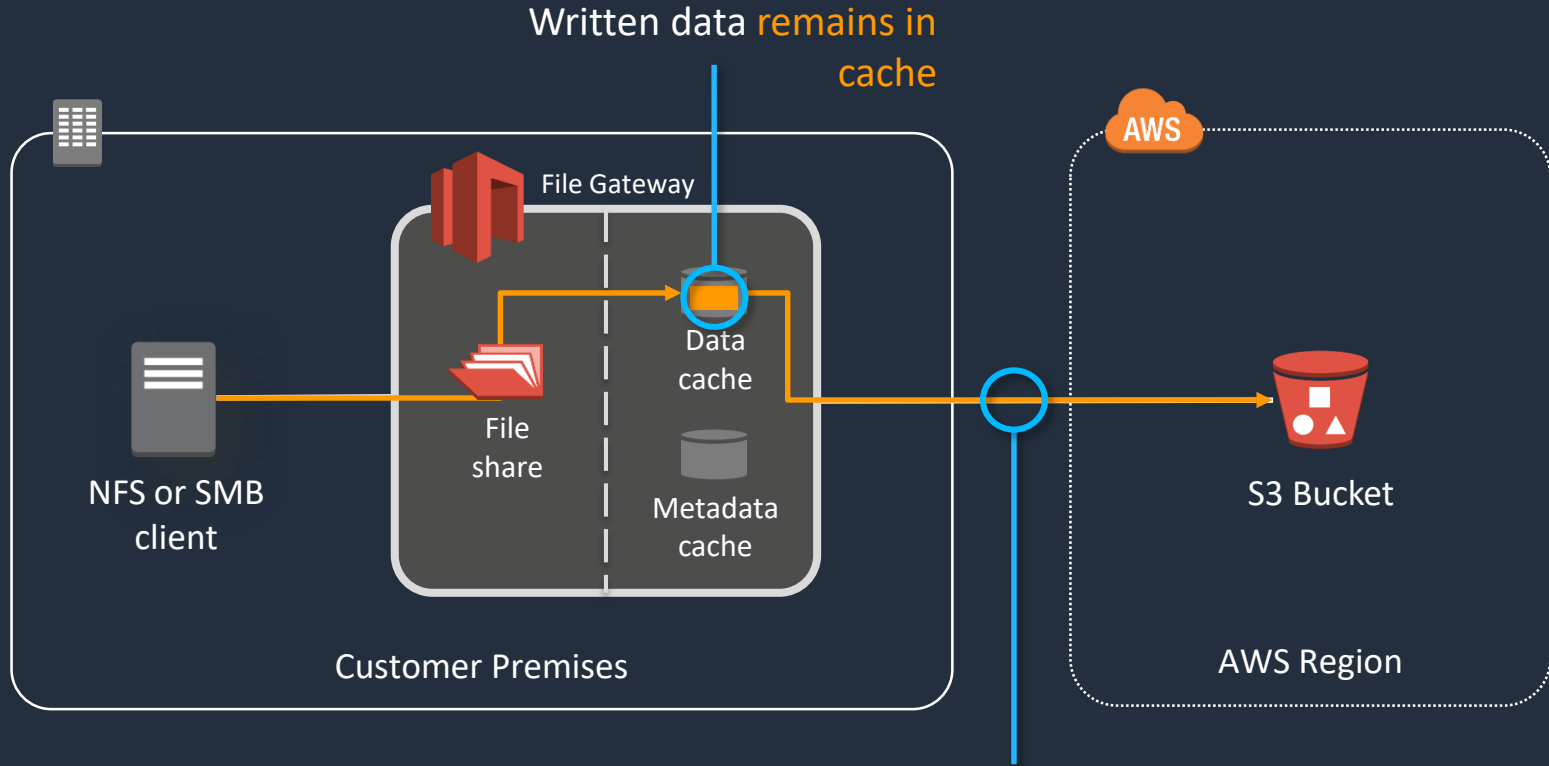 Written data remains in
cache
AWS
File Gateway
Data
cache
File
share
Metadata
cache
NFS or SMB
client
S3 Bucket
Customer Premises
AWS Region